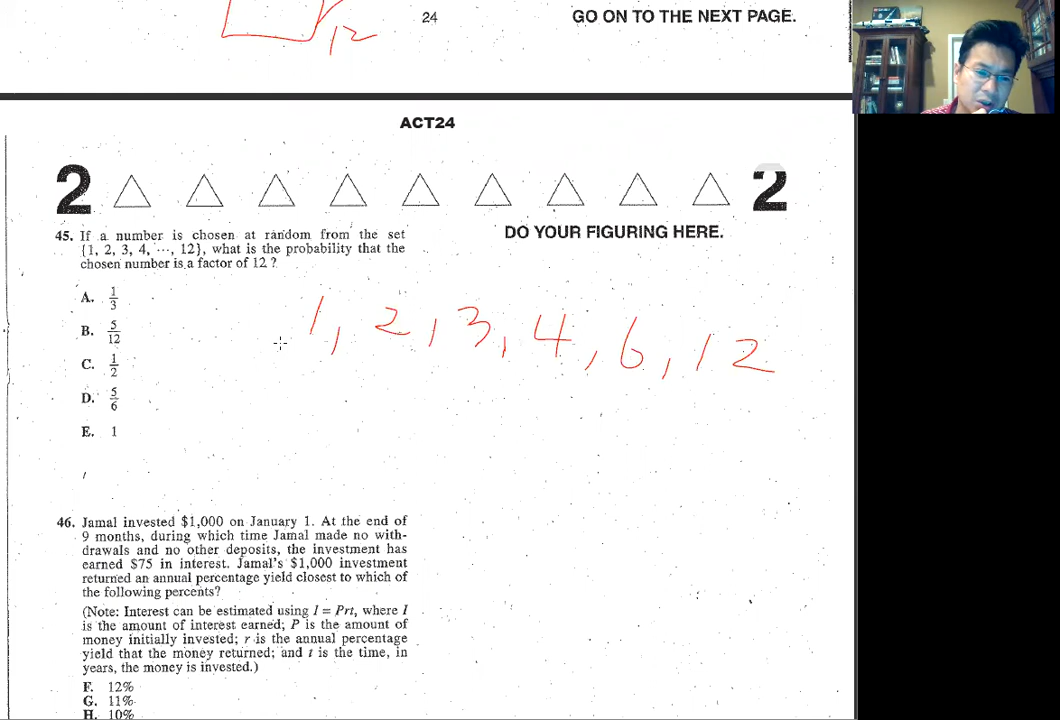 12
24
GO ON TO THE NEXT PAGE.
ACT24
2 2
DO YOUR FIGURING HERE.
45. If a number is chosen at random from the set
{1, 2, 3, 4, ···, 12}, what is the probability that the
chosen number is a factor of 12 ?
A. 1/3
B. 5/12
C. 1/2
D. 5/6
E. 1
1, 2, 3, 4, 6, 12
46. Jamal invested $1,000 on January 1. At the end of
9 months, during which time Jamal made no with-
drawals and no other deposits, the investment has
earned $75 in interest. Jamal's $1,000 investment
returned an annual percentage yield closest to which of
the following percents?
(Note: Interest can be estimated using I = Prt, where I
is the amount of interest earned; P is the amount of
money initially invested; r is the annual percentage
yield that the money returned; and t is the time, in
years, the money is invested.)
F. 12%
G. 11%
H. 10%